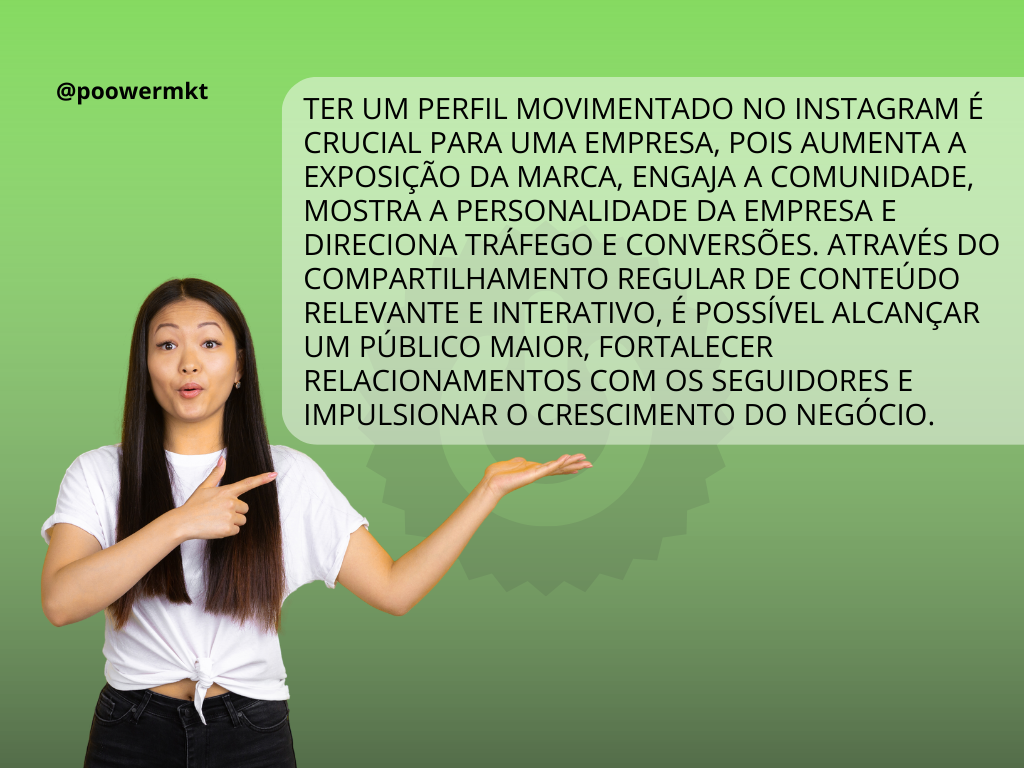 @poowermkt
TER UM PERFIL MOVIMENTADO NO INSTAGRAM É
CRUCIAL PARA UMA EMPRESA, POIS AUMENTA A
EXPOSIÇÃO DA MARCA, ENGAJA A COMUNIDADE,
MOSTRA A PERSONALIDADE DA EMPRESA E
DIRECIONA TRÁFEGO E CONVERSÕES. ATRAVÉS DO
COMPARTILHAMENTO REGULAR DE CONTEÚDO
RELEVANTE E INTERATIVO, É POSSÍVEL ALCANÇAR
UM PÚBLICO MAIOR, FORTALECER
RELACIONAMENTOS COM OS SEGUIDORES E
IMPULSIONAR O CRESCIMENTO DO NEGÓCIO.